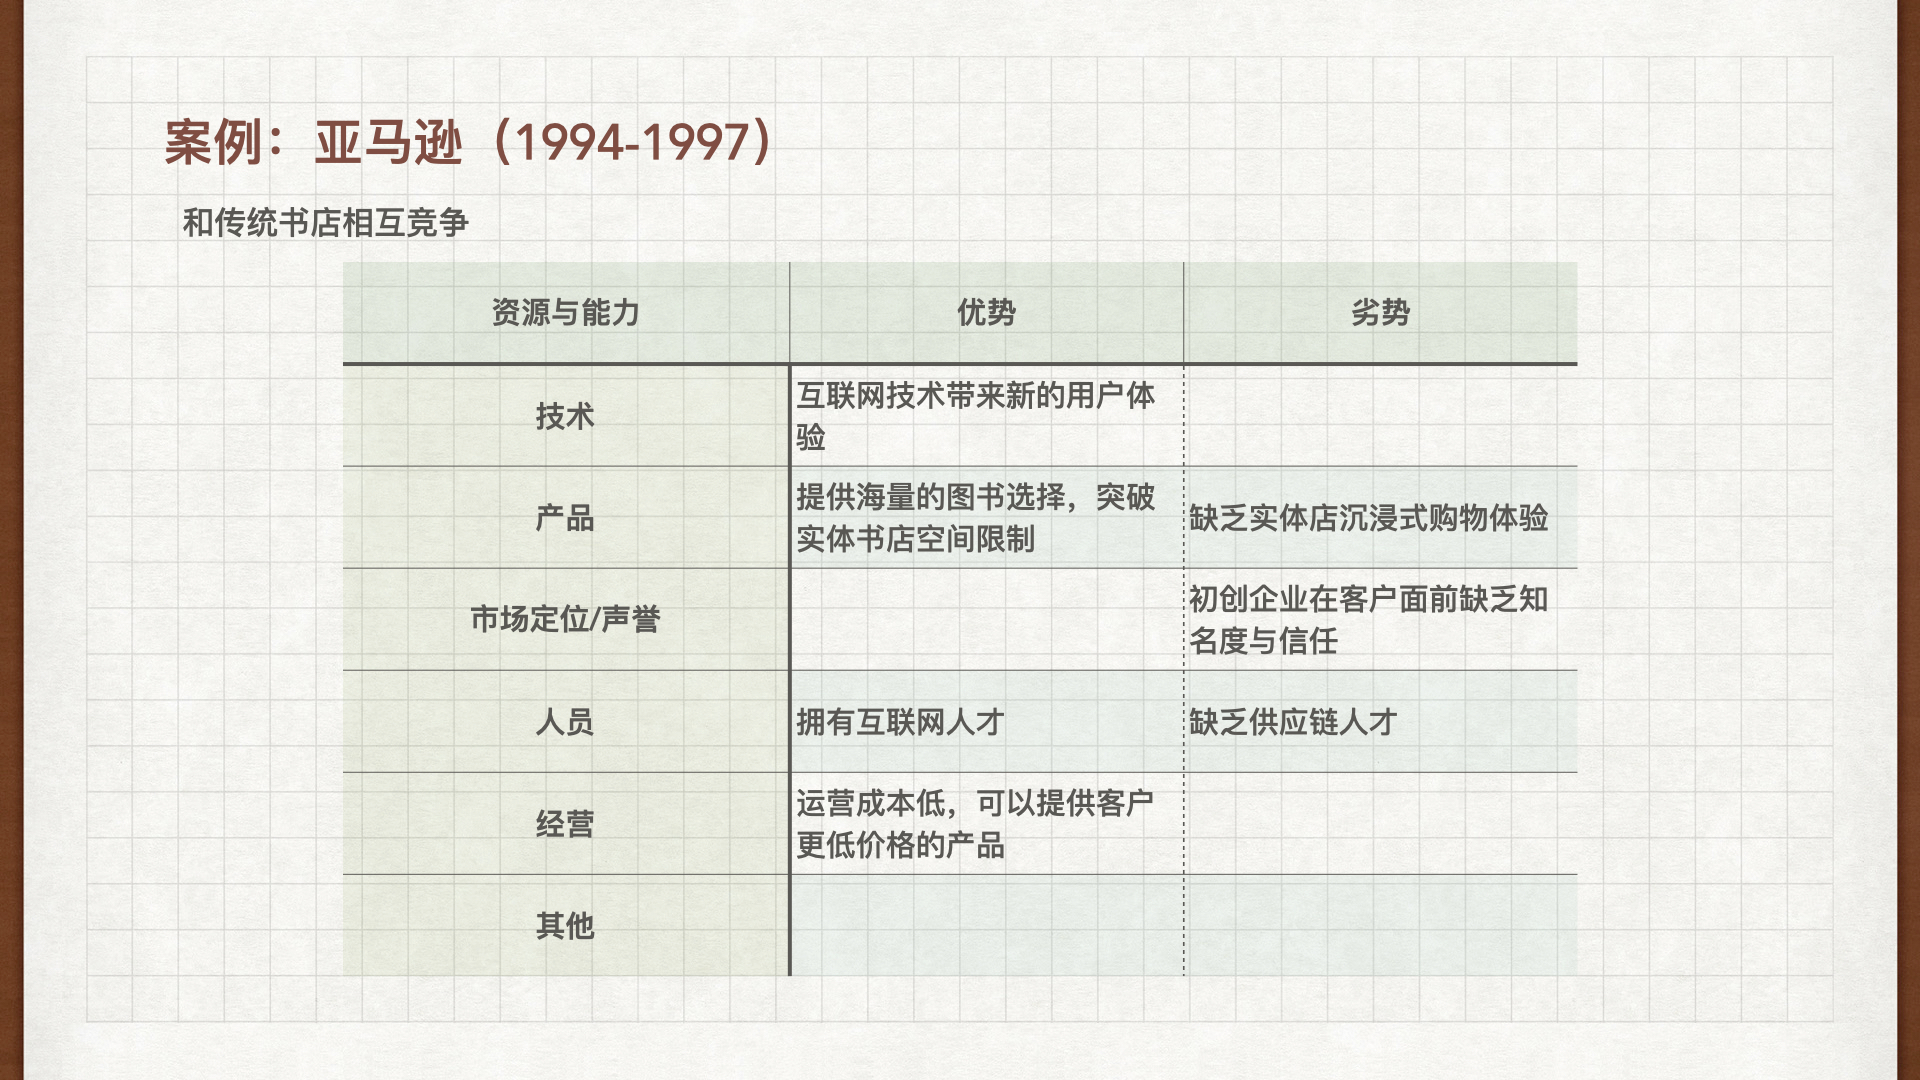 案例：亚马逊（1994-1997）
和传统书店相互竞争
资源与能力
优势
劣势
技术
互联网技术带来新的用户体
验
产品
提供海量的图书选择，突破
实体书店空间限制
缺乏实体店沉浸式购物体验
市场定位/声誉
初创企业在客户面前缺乏知
名度与信任
人员
拥有互联网人才
缺乏供应链人才
经营
运营成本低，可以提供客户
更低价格的产品
其他